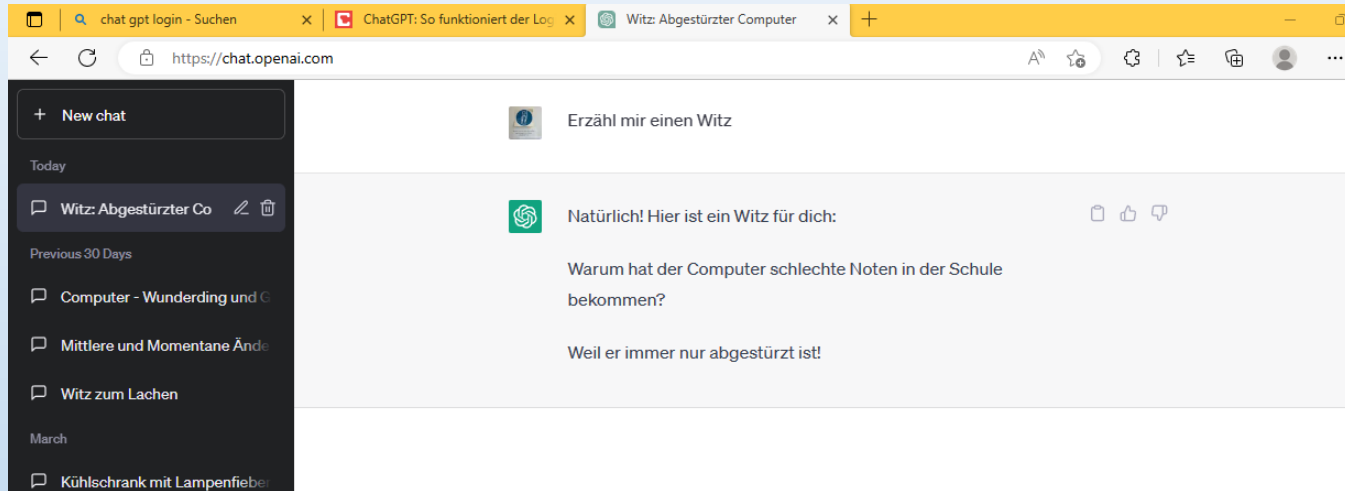 chat gpt login - Suchen
ChatGPT: So funktioniert der Log
Witz: Abgestürzter Computer
https://chat.openai.com
New chat
Today
Witz: Abgestürzter Co
Previous 30 Days
Computer - Wunderding und G
Mittlere und Momentane Ände
Witz zum Lachen
March
Kühlschrank mit Lampenfieber
Erzähl mir einen Witz
Natürlich! Hier ist ein Witz für dich:
Warum hat der Computer schlechte Noten in der Schule
bekommen?
Weil er immer nur abgestürzt ist!